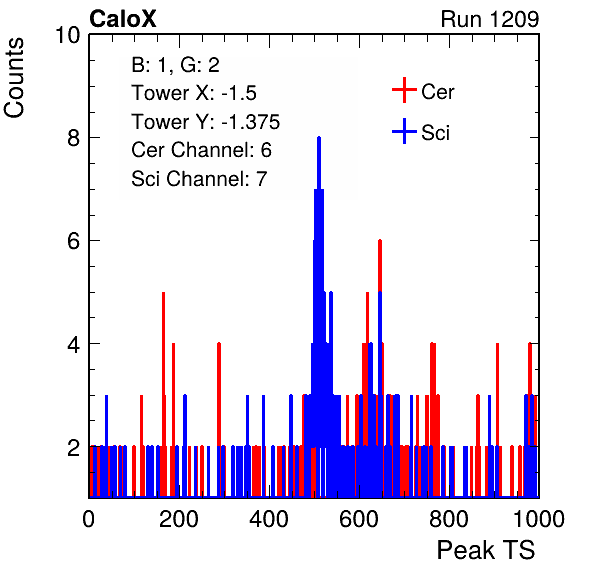 CaloX Run 1209
Counts
10
8
6
4
2
B: 1, G: 2
Tower X: -1.5
Tower Y: -1.375
Cer Channel: 6
Sci Channel: 7
Cer
Sci
0 200 400 600 800 1000
Peak TS